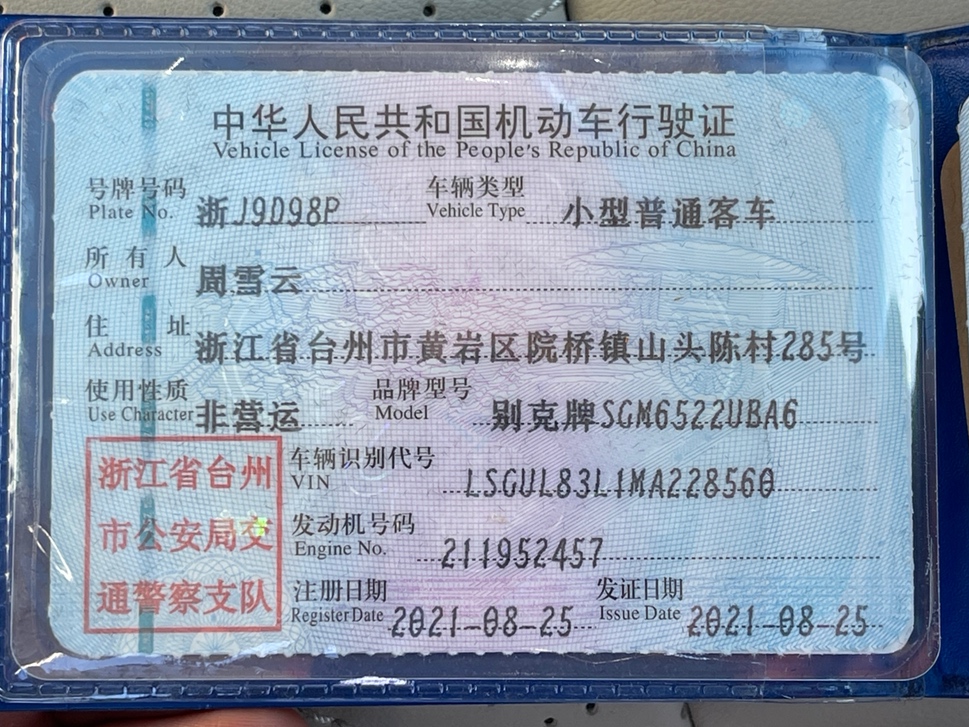 中华人民共和国机动车行驶证
Vehicle License of the People's Republic of China
号牌号码 浙J9D98P 车辆类型 小型普通客车
Plate No. Vehicle Type
所有人 周雪云
Owner
住址 浙江省台州市黄岩区院桥镇山头陈村285号
Address
使用性质 非营运 品牌型号 别克牌SGM6522UBA6
Use Character Model
浙江省台州
市公安局交
通警察支队
车辆识别代号 LSGUL83L1MA228560
VIN
发动机号码 211952457
Engine No.
注册日期 2021-08-25 发证日期 2021-08-25
Register Date Issue Date